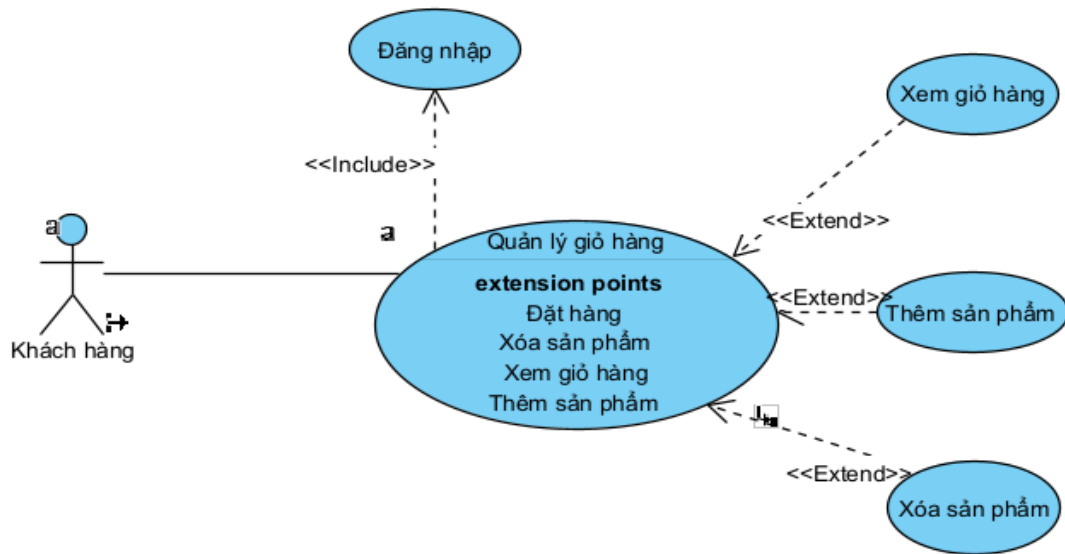 Đăng nhập
Xem giỏ hàng
<<Include>>
<<Extend>>
a
a
Quản lý giỏ hàng
extension points
Đặt hàng
Xóa sản phẩm
Xem giỏ hàng
Thêm sản phẩm
<<Extend>>
Thêm sản phẩm
Khách hàng
<<Extend>>
Xóa sản phẩm